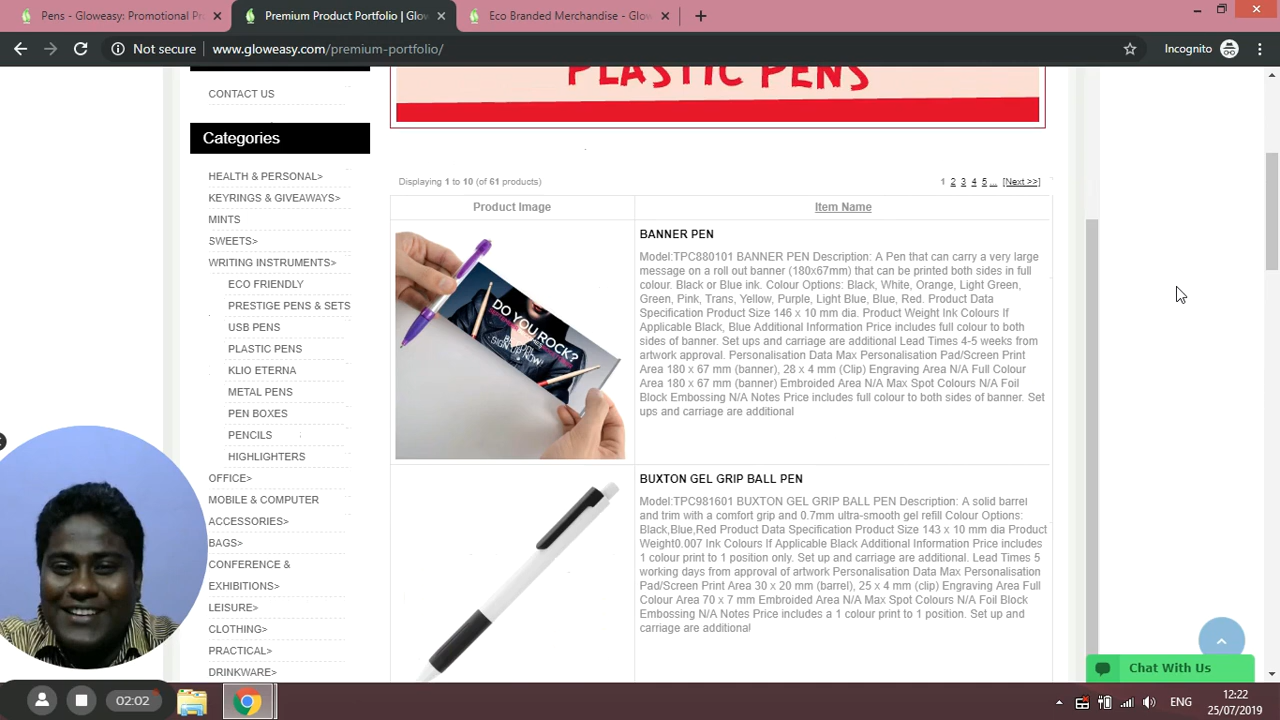 Pens - Gloweasy: Promotional Pr
Premium Product Portfolio | Glow
Eco Branded Merchandise - Glow
Not secure
www.gloweasy.com/premium-portfolio/
Incognito
PLASTIC PENS
CONTACT US
Categories
HEALTH & PERSONAL>
KEYRINGS & GIVEAWAYS>
MINTS
SWEETS>
WRITING INSTRUMENTS>
ECO FRIENDLY
PRESTIGE PENS & SETS
USB PENS
PLASTIC PENS
KLIO ETERNA
METAL PENS
PEN BOXES
PENCILS
HIGHLIGHTERS
OFFICE>
MOBILE & COMPUTER
ACCESSORIES>
BAGS>
CONFERENCE &
EXHIBITIONS>
LEISURE>
CLOTHING>
PRACTICAL>
DRINKWARE>
Displaying 1 to 10 (of 61 products)
1 2 3 4 5 ... [Next >>]
Product Image
Item Name
DO YOU ROCK?
SIGN UP NOW!
BANNER PEN
Model:TPC880101 BANNER PEN Description: A Pen that can carry a very large
message on a roll out banner (180x67mm) that can be printed both sides in full
colour. Black or Blue ink. Colour Options: Black, White, Orange, Light Green,
Green, Pink, Trans, Yellow, Purple, Light Blue, Blue, Red. Product Data
Specification Product Size 146 x 10 mm dia. Product Weight Ink Colours If
Applicable Black, Blue Additional Information Price includes full colour to both
sides of banner. Set ups and carriage are additional Lead Times 4-5 weeks from
artwork approval. Personalisation Data Max Personalisation Pad/Screen Print
Area 180 x 67 mm (banner), 28 x 4 mm (Clip) Engraving Area N/A Full Colour
Area 180 x 67 mm (banner) Embroided Area N/A Max Spot Colours N/A Foil
Block Embossing N/A Notes Price includes full colour to both sides of banner. Set
ups and carriage are additional
BUXTON GEL GRIP BALL PEN
Model:TPC981601 BUXTON GEL GRIP BALL PEN Description: A solid barrel
and trim with a comfort grip and 0.7mm ultra-smooth gel refill Colour Options:
Black,Blue,Red Product Data Specification Product Size 143 x 10 mm dia Product
Weight0.007 Ink Colours If Applicable Black Additional Information Price includes
1 colour print to 1 position only. Set up and carriage are additional. Lead Times 5
working days from approval of artwork Personalisation Data Max Personalisation
Pad/Screen Print Area 30 x 20 mm (barrel), 25 x 4 mm (clip) Engraving Area Full
Colour Area 70 x 7 mm Embroided Area N/A Max Spot Colours N/A Foil Block
Embossing N/A Notes Price includes a 1 colour print to 1 position. Set up and
carriage are additional
Chat With Us
02:02
ENG
12:22
25/07/2019